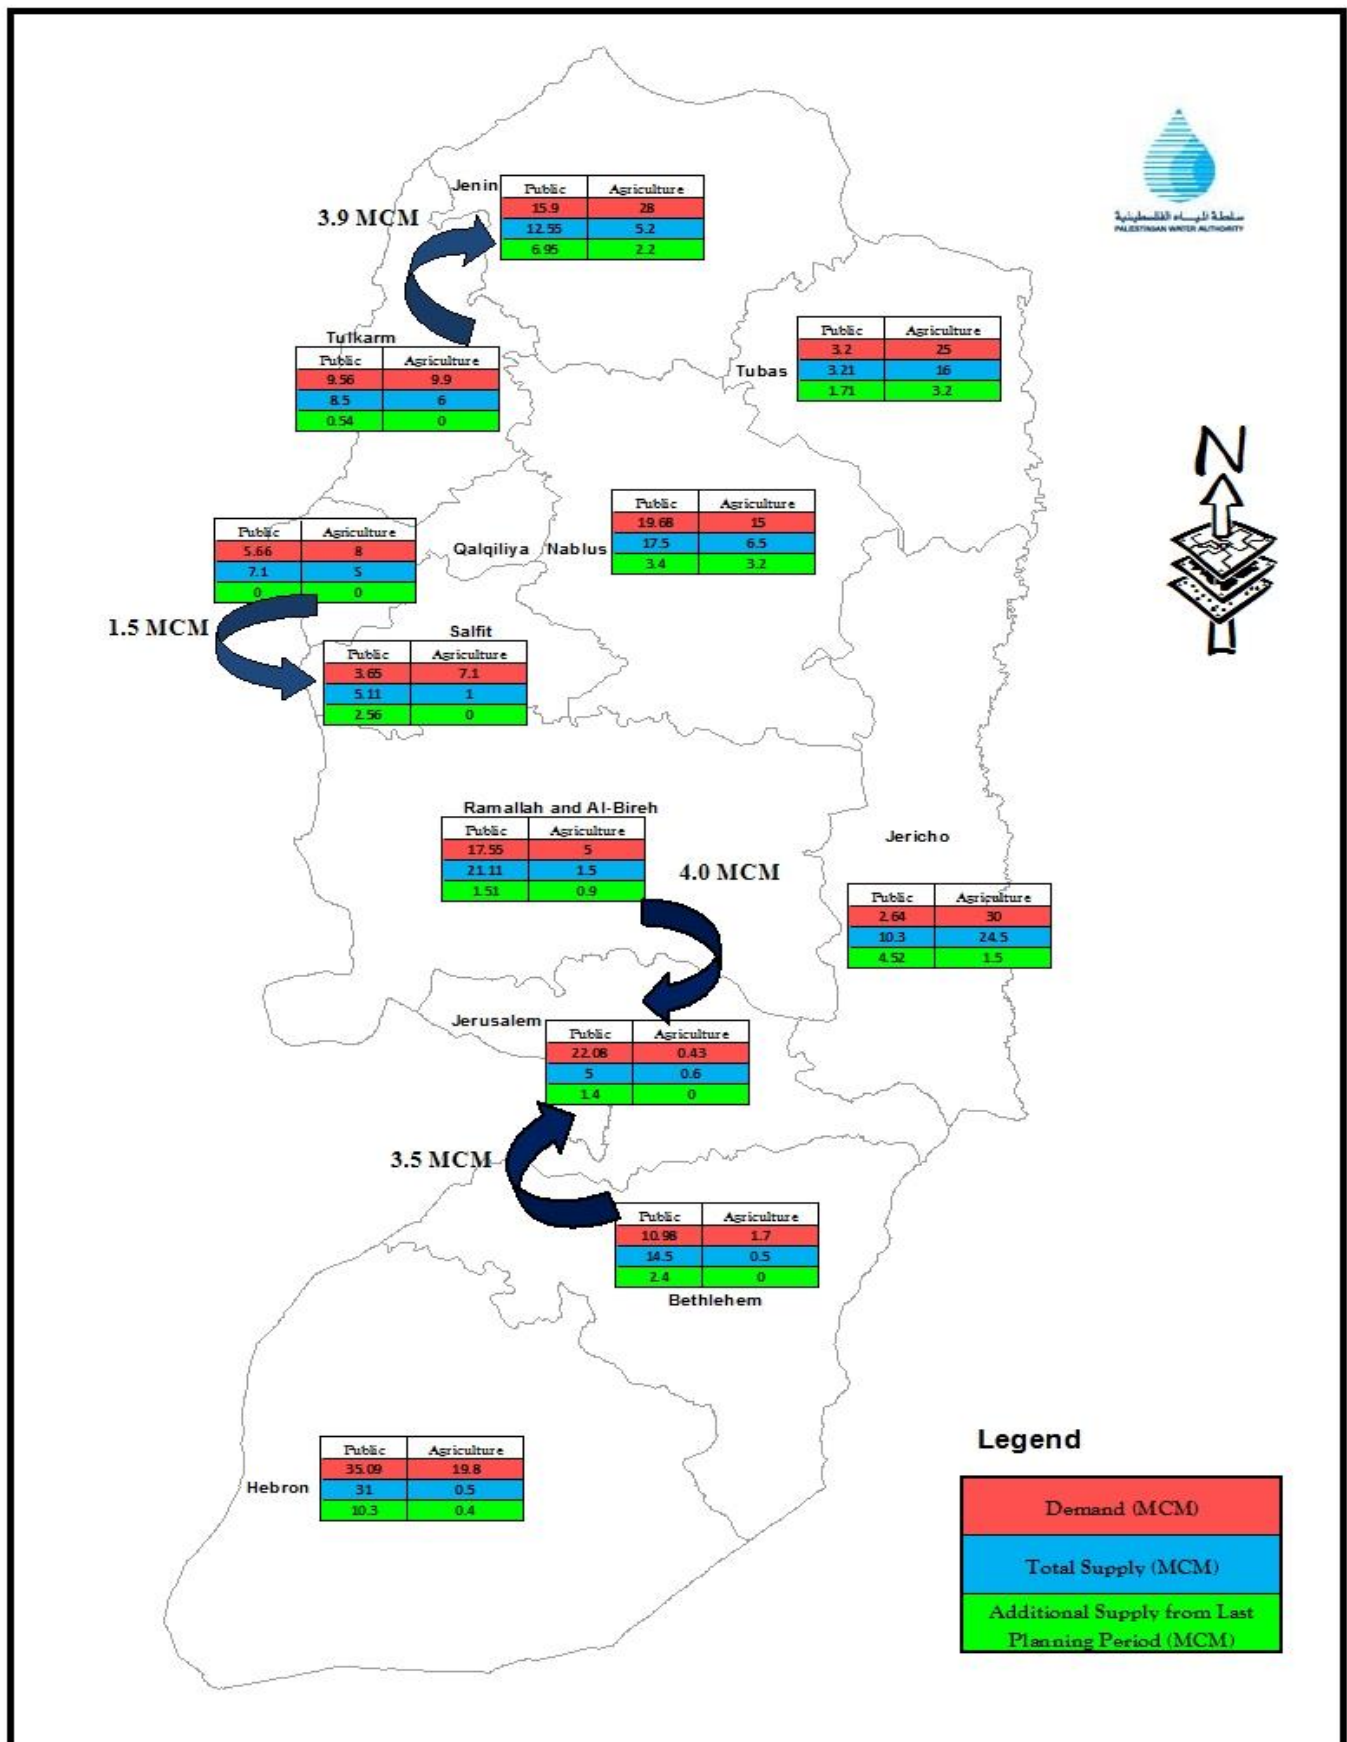 سلطة المياه الفلسطينية
PALESTINIAN WATER AUTHORITY
Jenin
Public Agriculture
15.9 28
12.55 5.2
6.95 2.2
3.9 MCM
Tulkarm
Public Agriculture
9.56 9.9
8.5 6
0.54 0
Tubas
Public Agriculture
3.2 25
3.21 16
1.71 3.2
N
Public Agriculture
5.66 8
7.1 5
0 0
Qalqiliya
Nablus
Public Agriculture
19.68 15
17.5 6.5
3.4 3.2
1.5 MCM
Salfit
Public Agriculture
3.65 7.1
5.11 1
2.56 0
Ramallah and Al-Bireh
Public Agriculture
17.55 5
21.11 1.5
1.51 0.9
4.0 MCM
Jericho
Public Agriculture
2.64 30
10.3 24.5
4.52 1.5
Jerusalem
Public Agriculture
22.08 0.43
5 0.6
1.4 0
3.5 MCM
Public Agriculture
10.98 1.7
14.5 0.5
2.4 0
Bethlehem
Hebron
Public Agriculture
35.09 19.8
31 0.5
10.3 0.4
Legend
Demand (MCM)
Total Supply (MCM)
Additional Supply from Last
Planning Period (MCM)